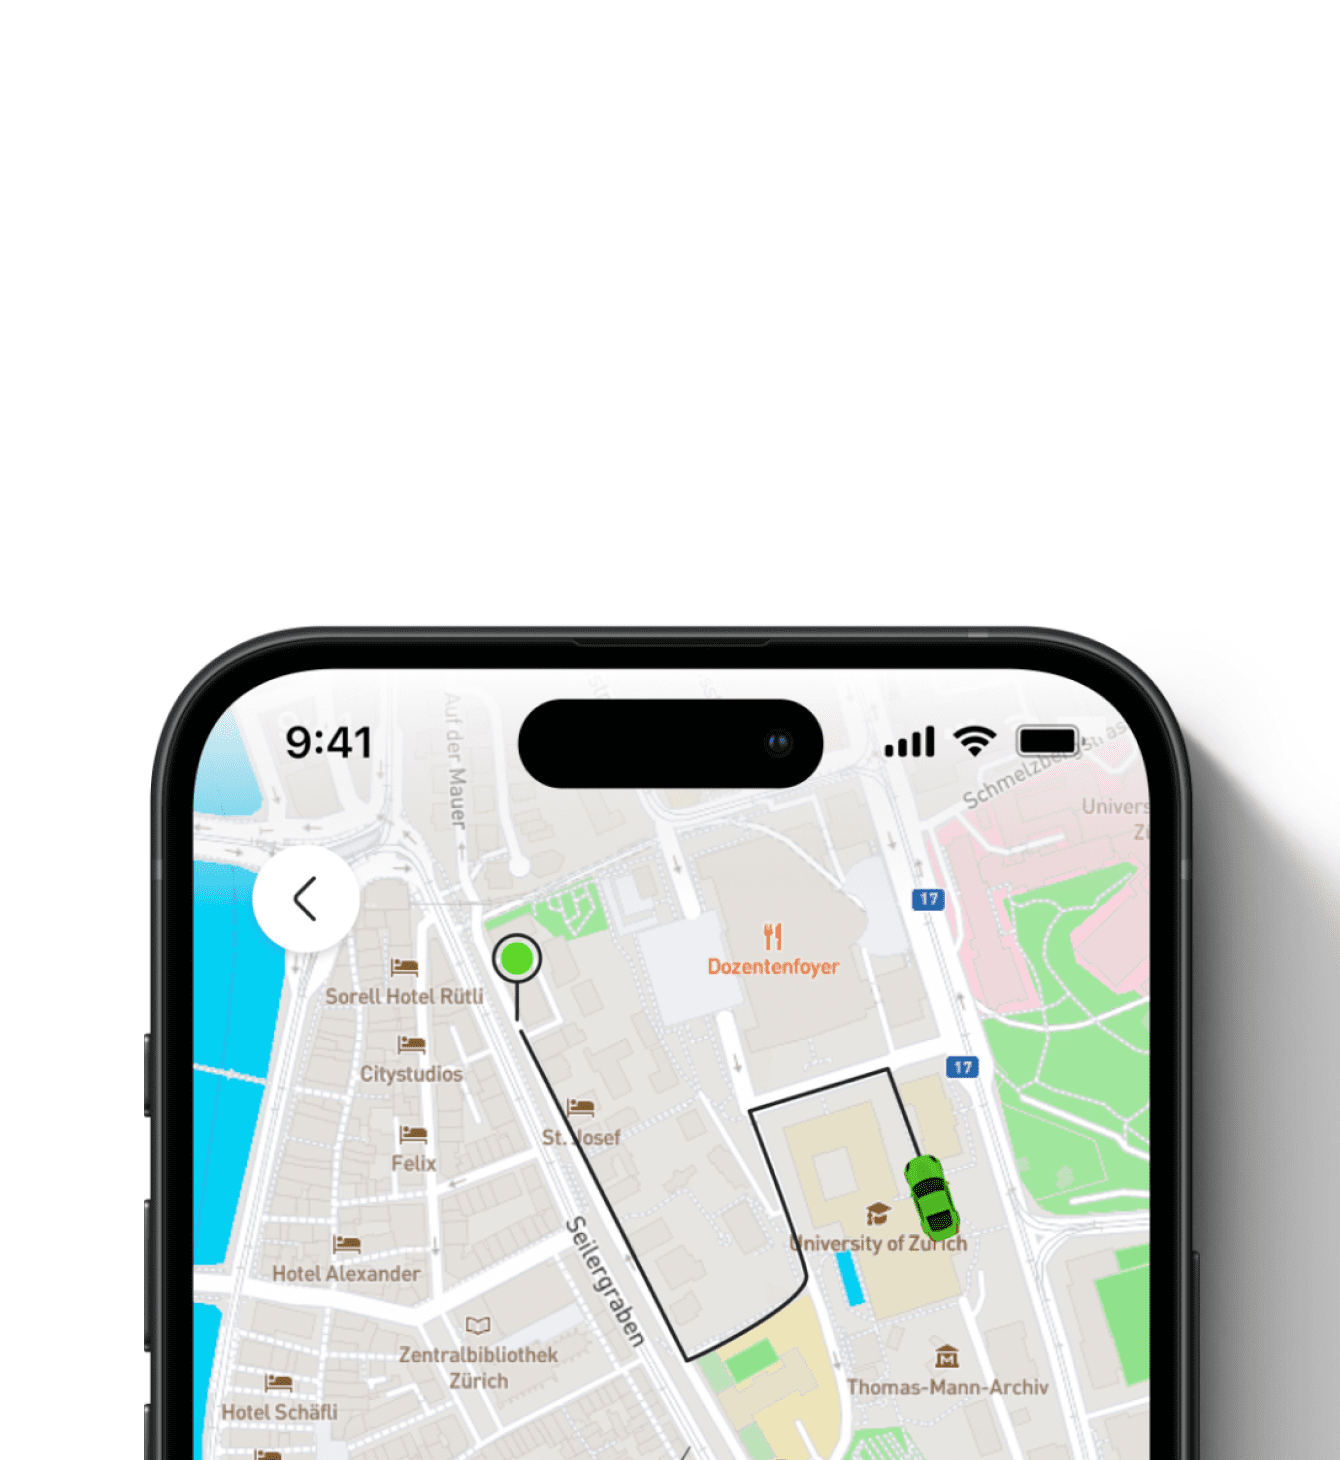 9:41
Auf der Mauer
Schmelzbergstras
Univers
Zü
17
Dozentenfoyer
Sorell Hotel Rütli
17
Citystudios
St. Josef
Felix
University of Zurich
Hotel Alexander
Seilergraben
Zentralbibliothek
Zürich
Thomas-Mann-Archiv
Hotel Schäfli